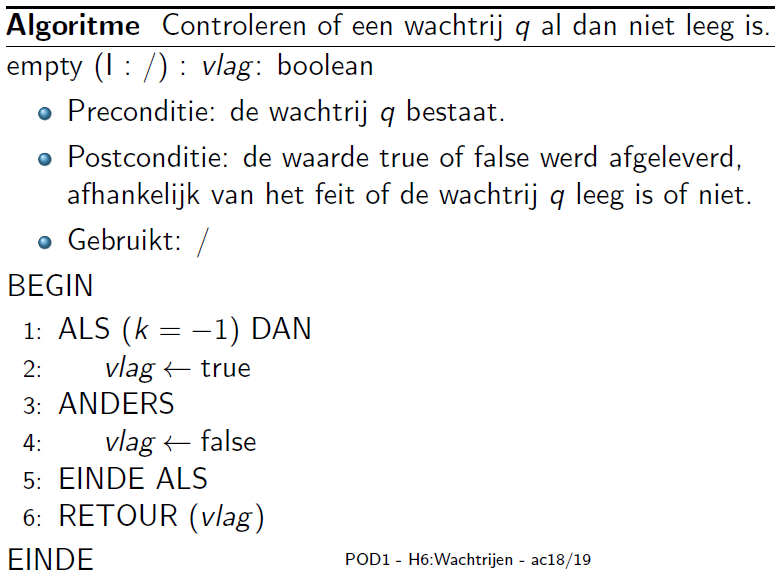 Algoritme Controleren of een wachtrij q al dan niet leeg is.
empty (I : /) : vlag: boolean
Preconditie: de wachtrij q bestaat.
Postconditie: de waarde true of false werd afgeleverd,
afhankelijk van het feit of de wachtrij q leeg is of niet.
Gebruikt: /
BEGIN
1: ALS (k = −1) DAN
2: vlag ← true
3: ANDERS
4: vlag ← false
5: EINDE ALS
6: RETOUR (vlag)
EINDE
POD1 - H6:Wachtrijen - ac18/19